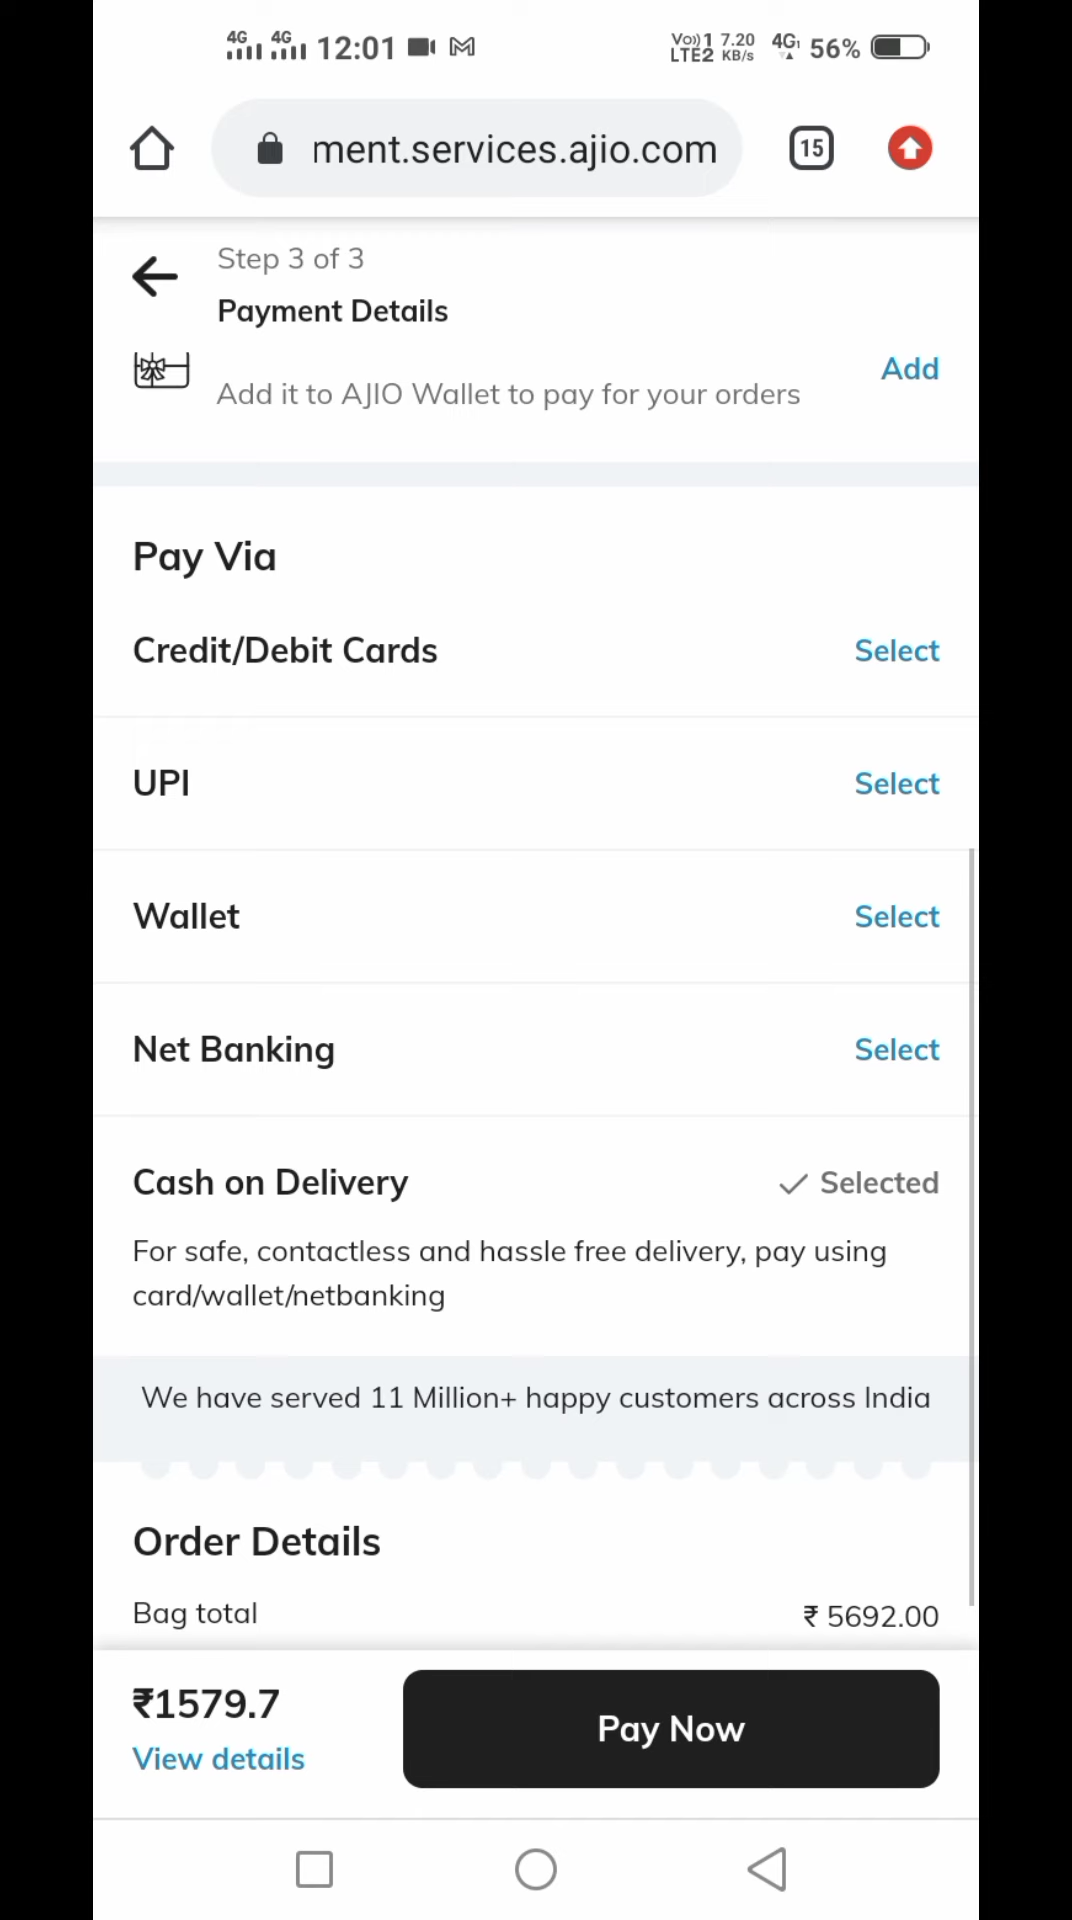 4G 4G 12:01
Vo)) 1 7.20 4G 56%
LTE2 KB/s
ment.services.ajio.com 15
Step 3 of 3
Payment Details
Add
Add it to AJIO Wallet to pay for your orders
Pay Via
Credit/Debit Cards Select
UPI Select
Wallet Select
Net Banking Select
Cash on Delivery Selected
For safe, contactless and hassle free delivery, pay using
card/wallet/netbanking
We have served 11 Million+ happy customers across India
Order Details
Bag total ₹ 5692.00
₹1579.7 Pay Now
View details